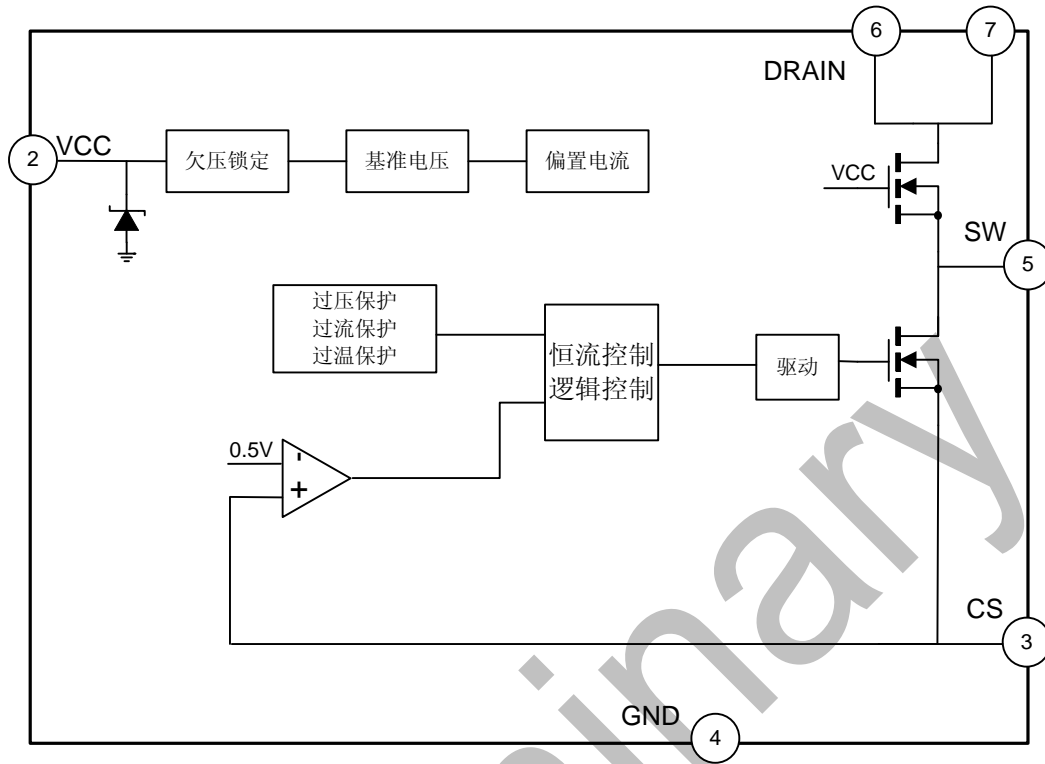 6
7
DRAIN
2
VCC
欠压锁定
基准电压
偏置电流
VCC
SW
5
过压保护
过流保护
过温保护
恒流控制
逻辑控制
驱动
0.5V
-
+
CS
3
GND
4
inary